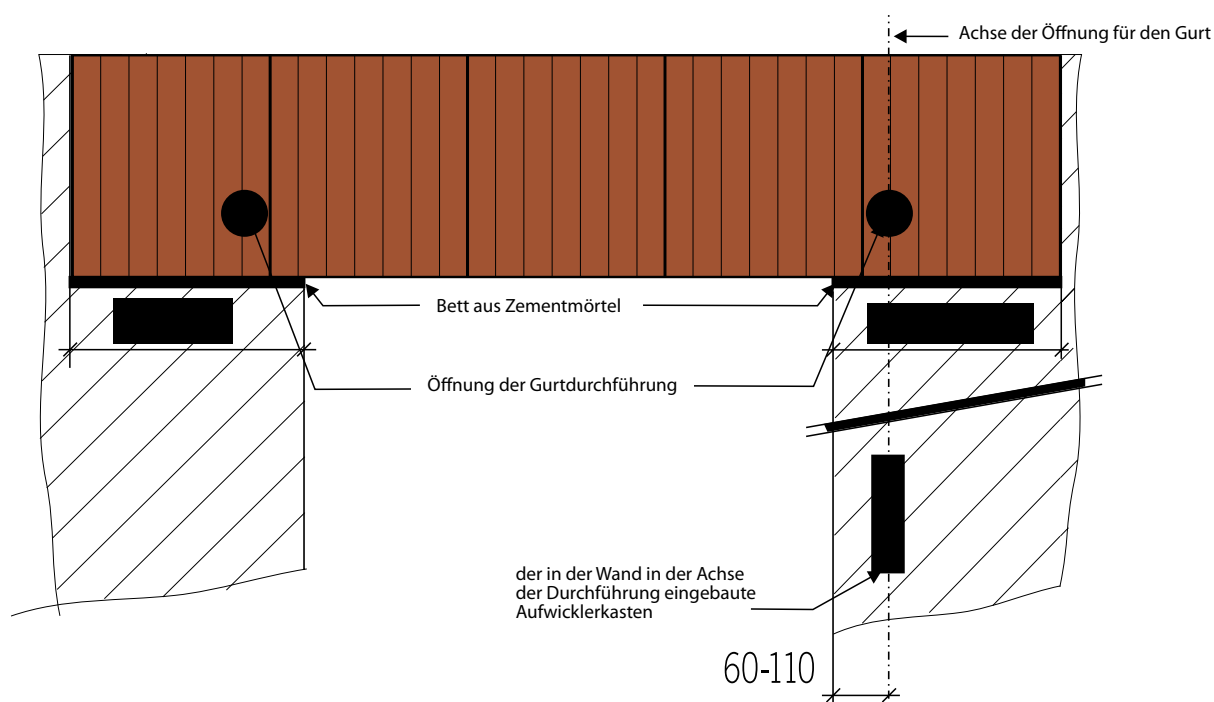 Achse der Öffnung für den Gurt
Bett aus Zementmörtel
Öffnung der Gurtdurchführung
der in der Wand in der Achse
der Durchführung eingebaute
Aufwicklerkasten
60-110